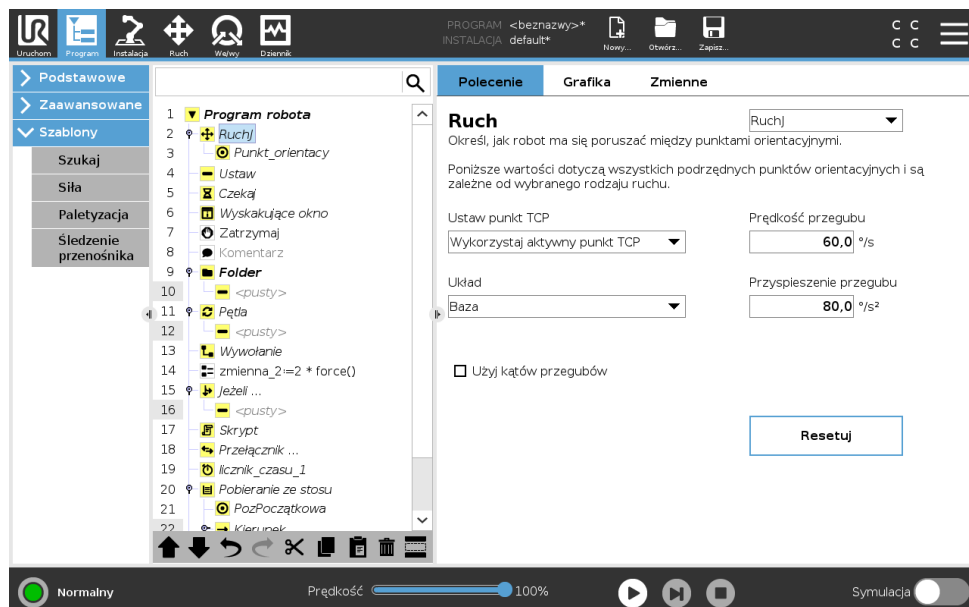 PROGRAM <beznazwy>*
INSTALACJA default*
Uruchom
Program
Instalacja
Ruch
We/wy
Dziennik
Nowy...
Otwórz...
Zapisz...
C C
C C
Podstawowe
Zaawansowane
Szablony
Szukaj
Siła
Paletyzacja
Śledzenie
przenośnika
1 Program robota
2 RuchJ
3 Punkt_orientacy
4 Ustaw
5 Czekaj
6 Wyskakujące okno
7 Zatrzymaj
8 Komentarz
9 Folder
10 <pusty>
11 Pętla
12 <pusty>
13 Wywołanie
14 zmienna_2≔2 * force()
15 Jeżeli ...
16 <pusty>
17 Skrypt
18 Przełącznik ...
19 licznik_czasu_1
20 Pobieranie ze stosu
21 PozPoczątkowa
22 Kierunek
Polecenie
Grafika
Zmienne
Ruch
RuchJ
Określ, jak robot ma się poruszać między punktami orientacyjnymi.
Poniższe wartości dotyczą wszystkich podrzędnych punktów orientacyjnych i są
zależne od wybranego rodzaju ruchu.
Ustaw punkt TCP
Prędkość przegubu
Wykorzystaj aktywny punkt TCP
60,0 °/s
Układ
Przyspieszenie przegubu
Baza
80,0 °/s²
Użyj kątów przegubów
Resetuj
Normalny
Prędkość
100%
Symulacja